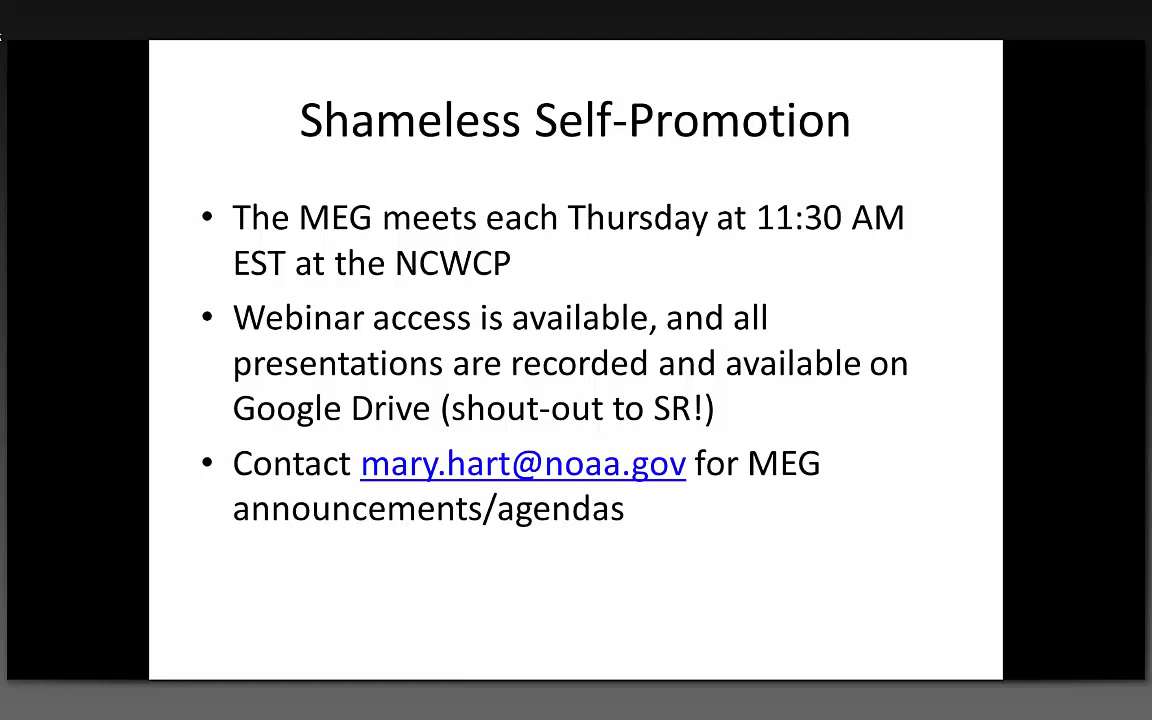 Shameless Self-Promotion
• The MEG meets each Thursday at 11:30 AM
EST at the NCWCP
• Webinar access is available, and all
presentations are recorded and available on
Google Drive (shout-out to SR!)
• Contact mary.hart@noaa.gov for MEG
announcements/agendas